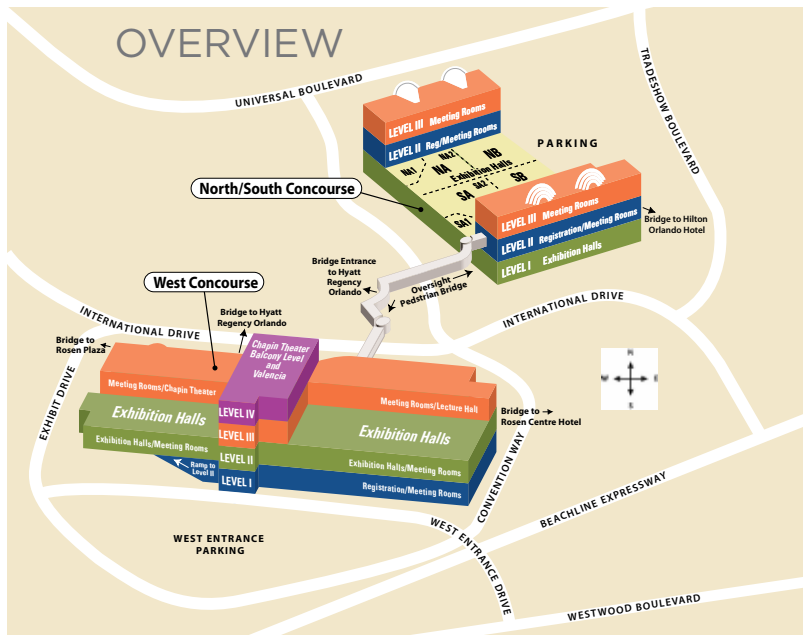 OVERVIEW
UNIVERSAL BOULEVARD
TRADESHOW BOULEVARD
LEVEL III Meeting Rooms
LEVEL II Reg/Meeting Rooms
PARKING
NA1
NA2
NA
NB
Exhibition Halls
SA
SA2
SB
SA1
North/South Concourse
LEVEL III Meeting Rooms
LEVEL II Registration/Meeting Rooms
LEVEL I Exhibition Halls
Bridge to Hilton
Orlando Hotel
Bridge Entrance
to Hyatt
Regency
Orlando
Oversight
Pedstrian Bridge
West Concourse
INTERNATIONAL DRIVE
INTERNATIONAL DRIVE
Bridge to Hyatt
Regency Orlando
Bridge to
Rosen Plaza
Chapin Theater
Balcony Level
and
Valencia
Meeting Rooms/Chapin Theater
Meeting Rooms/Lecture Hall
Exhibition Halls
LEVEL IV
LEVEL III
LEVEL II
LEVEL I
Exhibition Halls
Exhibition Halls/Meeting Rooms
Exhibition Halls/Meeting Rooms
Ramp to
Level II
Registration/Meeting Rooms
Bridge to
Rosen Centre Hotel
N
W
E
S
EXHIBIT DRIVE
CONVENTION WAY
WEST ENTRANCE
PARKING
WEST ENTRANCE DRIVE
BEACHLINE EXPRESSWAY
WESTWOOD BOULEVARD